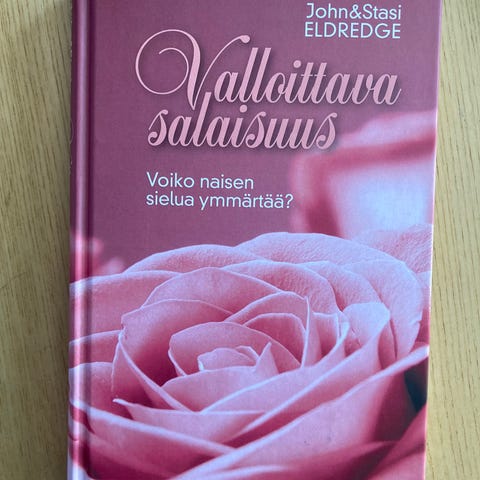 John&Stasi
ELDREDGE
Valloittava
salaisuus
Voiko naisen
sielua ymmärtää?